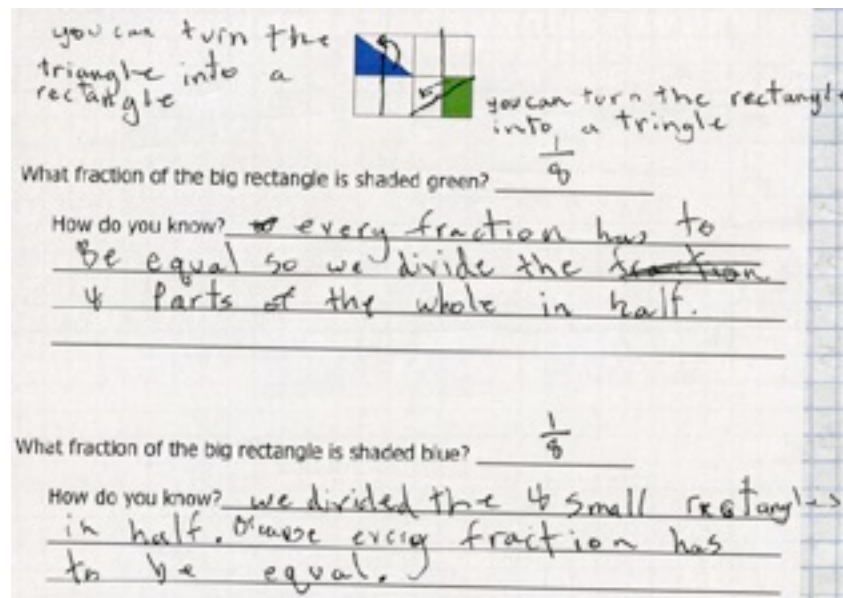 you can turn the
triangle into a
rectangle
you can turn the rectangle
into a tringle
1
8
What fraction of the big rectangle is shaded green?
How do you know? every fraction has to
Be equal so we divide the fraction
4 Parts of the whole in half.
1
8
What fraction of the big rectangle is shaded blue?
How do you know? we divided the 4 small rectangles
in half. Because every fraction has
to be equal.